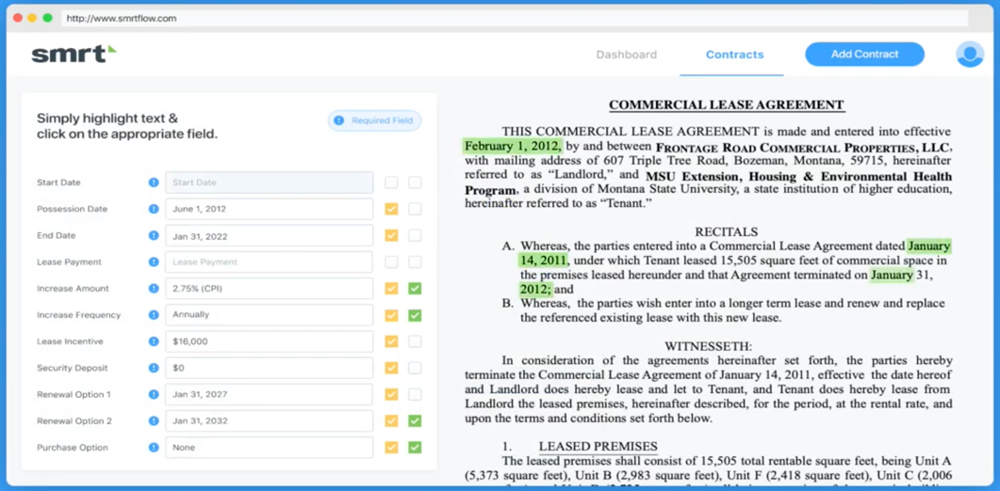 http://www.smrtflow.com
smrt
Dashboard
Contracts
Add Contract
Simply highlight text &
click on the appropriate field.
Required Field
Start Date Start Date
Possession Date June 1, 2012
End Date Jan 31, 2022
Lease Payment Lease Payment
Increase Amount 2.75% (CPI)
Increase Frequency Annually
Lease Incentive $16,000
Security Deposit $0
Renewal Option 1 Jan 31, 2027
Renewal Option 2 Jan 31, 2032
Purchase Option None
COMMERCIAL LEASE AGREEMENT
THIS COMMERCIAL LEASE AGREEMENT is made and entered into effective
February 1, 2012, by and between FRONTAGE ROAD COMMERCIAL PROPERTIES, LLC,
with mailing address of 607 Triple Tree Road, Bozeman, Montana, 59715, hereinafter
referred to as “Landlord,” and MSU Extension, Housing & Environmental Health
Program, a division of Montana State University, a state institution of higher education,
hereinafter referred to as “Tenant.”
RECITALS
A. Whereas, the parties entered into a Commercial Lease Agreement dated January
14, 2011, under which Tenant leased 15,505 square feet of commercial space in
the premises leased hereunder and that Agreement terminated on January 31,
2012; and
B. Whereas, the parties wish enter into a longer term lease and renew and replace
the referenced existing lease with this new lease.
WITNESSETH:
In consideration of the agreements hereinafter set forth, the parties hereby
terminate the Commercial Lease Agreement of January 14, 2011, effective the date hereof
and Landlord does hereby lease and let to Tenant, and Tenant does hereby lease from
Landlord the leased premises, hereinafter described, for the period, at the rental rate, and
upon the terms and conditions set forth below.
1. LEASED PREMISES
The leased premises shall consist of 15,505 total rentable square feet, being Unit A
(5,373 square feet), Unit B (2,983 square feet), Unit F (2,418 square feet), Unit C (2,006